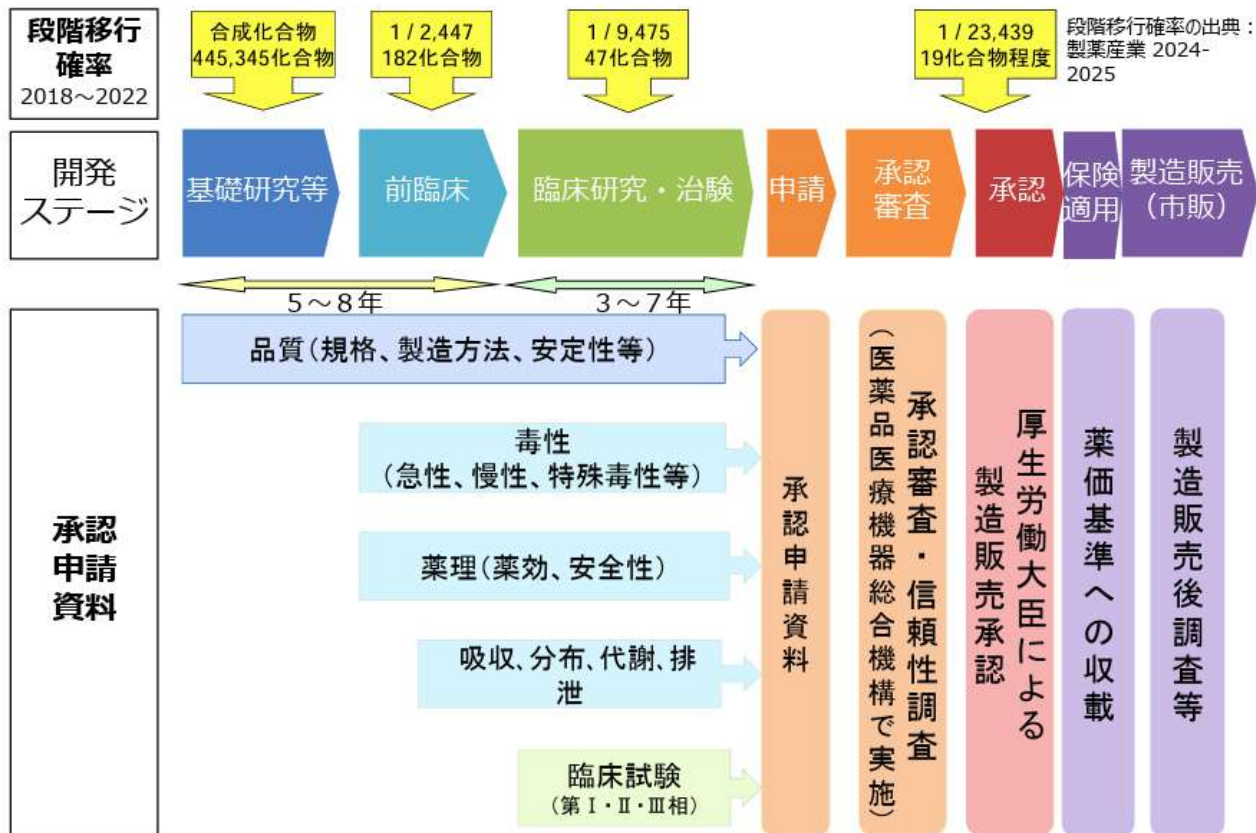 段階移行
確率
2018～2022
合成化合物
445,345化合物
1 / 2,447
182化合物
1 / 9,475
47化合物
1 / 23,439
19化合物程度
段階移行確率の出典：
製薬産業 2024-
2025
開発
ステージ
基礎研究等
前臨床
臨床研究・治験
申請
承認
審査
承認
保険
適用
製造販売
（市販）
5～8年
3～7年
承認
申請
資料
品質（規格、製造方法、安定性等）
毒性
（急性、慢性、特殊毒性等）
薬理（薬効、安全性）
吸収、分布、代謝、排
泄
臨床試験
（第Ⅰ・Ⅱ・Ⅲ相）
承認申請資料
承認審査・信頼性調査
（医薬品医療機器総合機構で実施）
厚生労働大臣による
製造販売承認
薬価基準への収載
製造販売後調査等